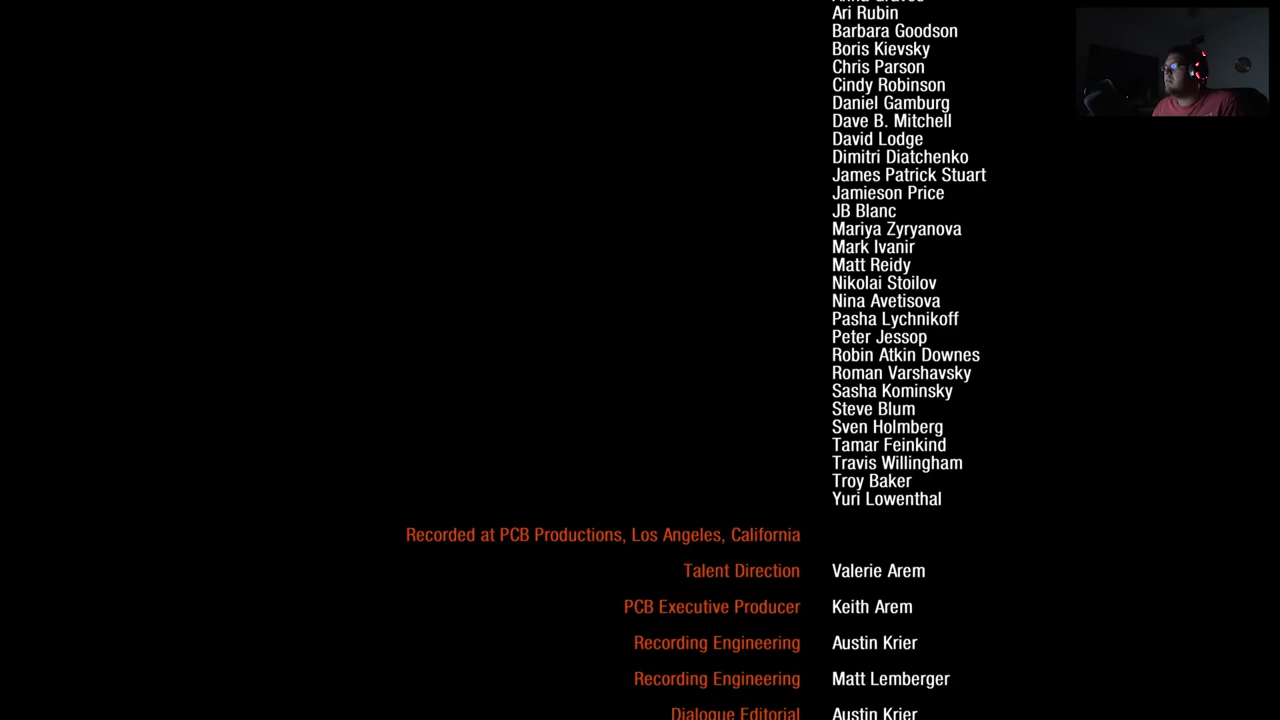 Ari Rubin
Barbara Goodson
Boris Kievsky
Chris Parson
Cindy Robinson
Daniel Gamburg
Dave B. Mitchell
David Lodge
Dimitri Diatchenko
James Patrick Stuart
Jamieson Price
JB Blanc
Mariya Zyryanova
Mark Ivanir
Matt Reidy
Nikolai Stoilov
Nina Avetisova
Pasha Lychnikoff
Peter Jessop
Robin Atkin Downes
Roman Varshavsky
Sasha Kominsky
Steve Blum
Sven Holmberg
Tamar Feinkind
Travis Willingham
Troy Baker
Yuri Lowenthal
Recorded at PCB Productions, Los Angeles, California
Talent Direction Valerie Arem
PCB Executive Producer Keith Arem
Recording Engineering Austin Krier
Recording Engineering Matt Lemberger
Dialogue Editorial Austin Krier